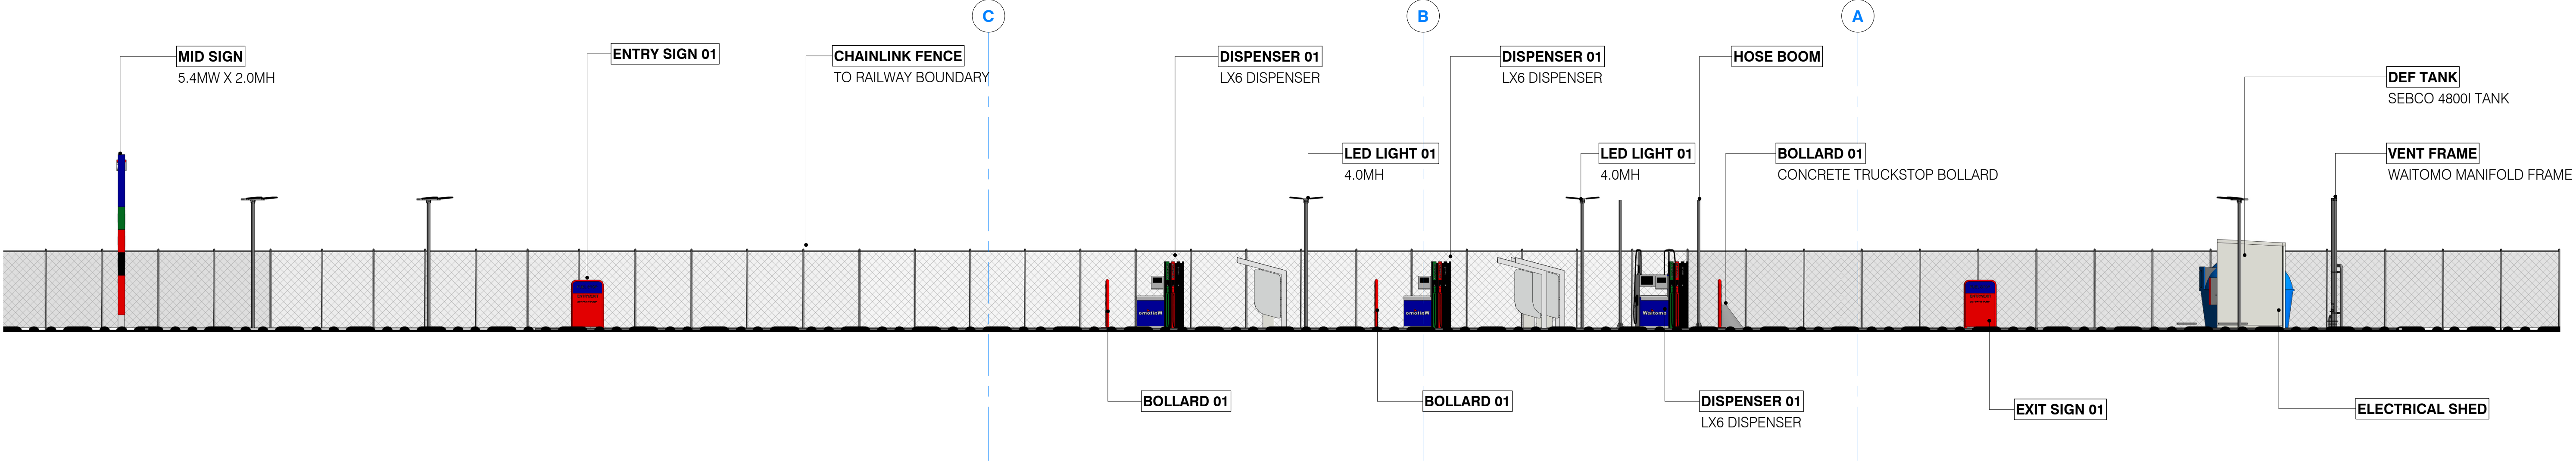 C
B
A
MID SIGN
5.4MW X 2.0MH
ENTRY SIGN 01
CHAINLINK FENCE
TO RAILWAY BOUNDARY
DISPENSER 01
LX6 DISPENSER
DISPENSER 01
LX6 DISPENSER
HOSE BOOM
DEF TANK
SEBCO 4800l TANK
LED LIGHT 01
4.0MH
LED LIGHT 01
4.0MH
BOLLARD 01
CONCRETE TRUCKSTOP BOLLARD
VENT FRAME
WAITOMO MANIFOLD FRAME
Waitomo
Waitomo
Waitomo
BOLLARD 01
BOLLARD 01
DISPENSER 01
LX6 DISPENSER
EXIT SIGN 01
ELECTRICAL SHED